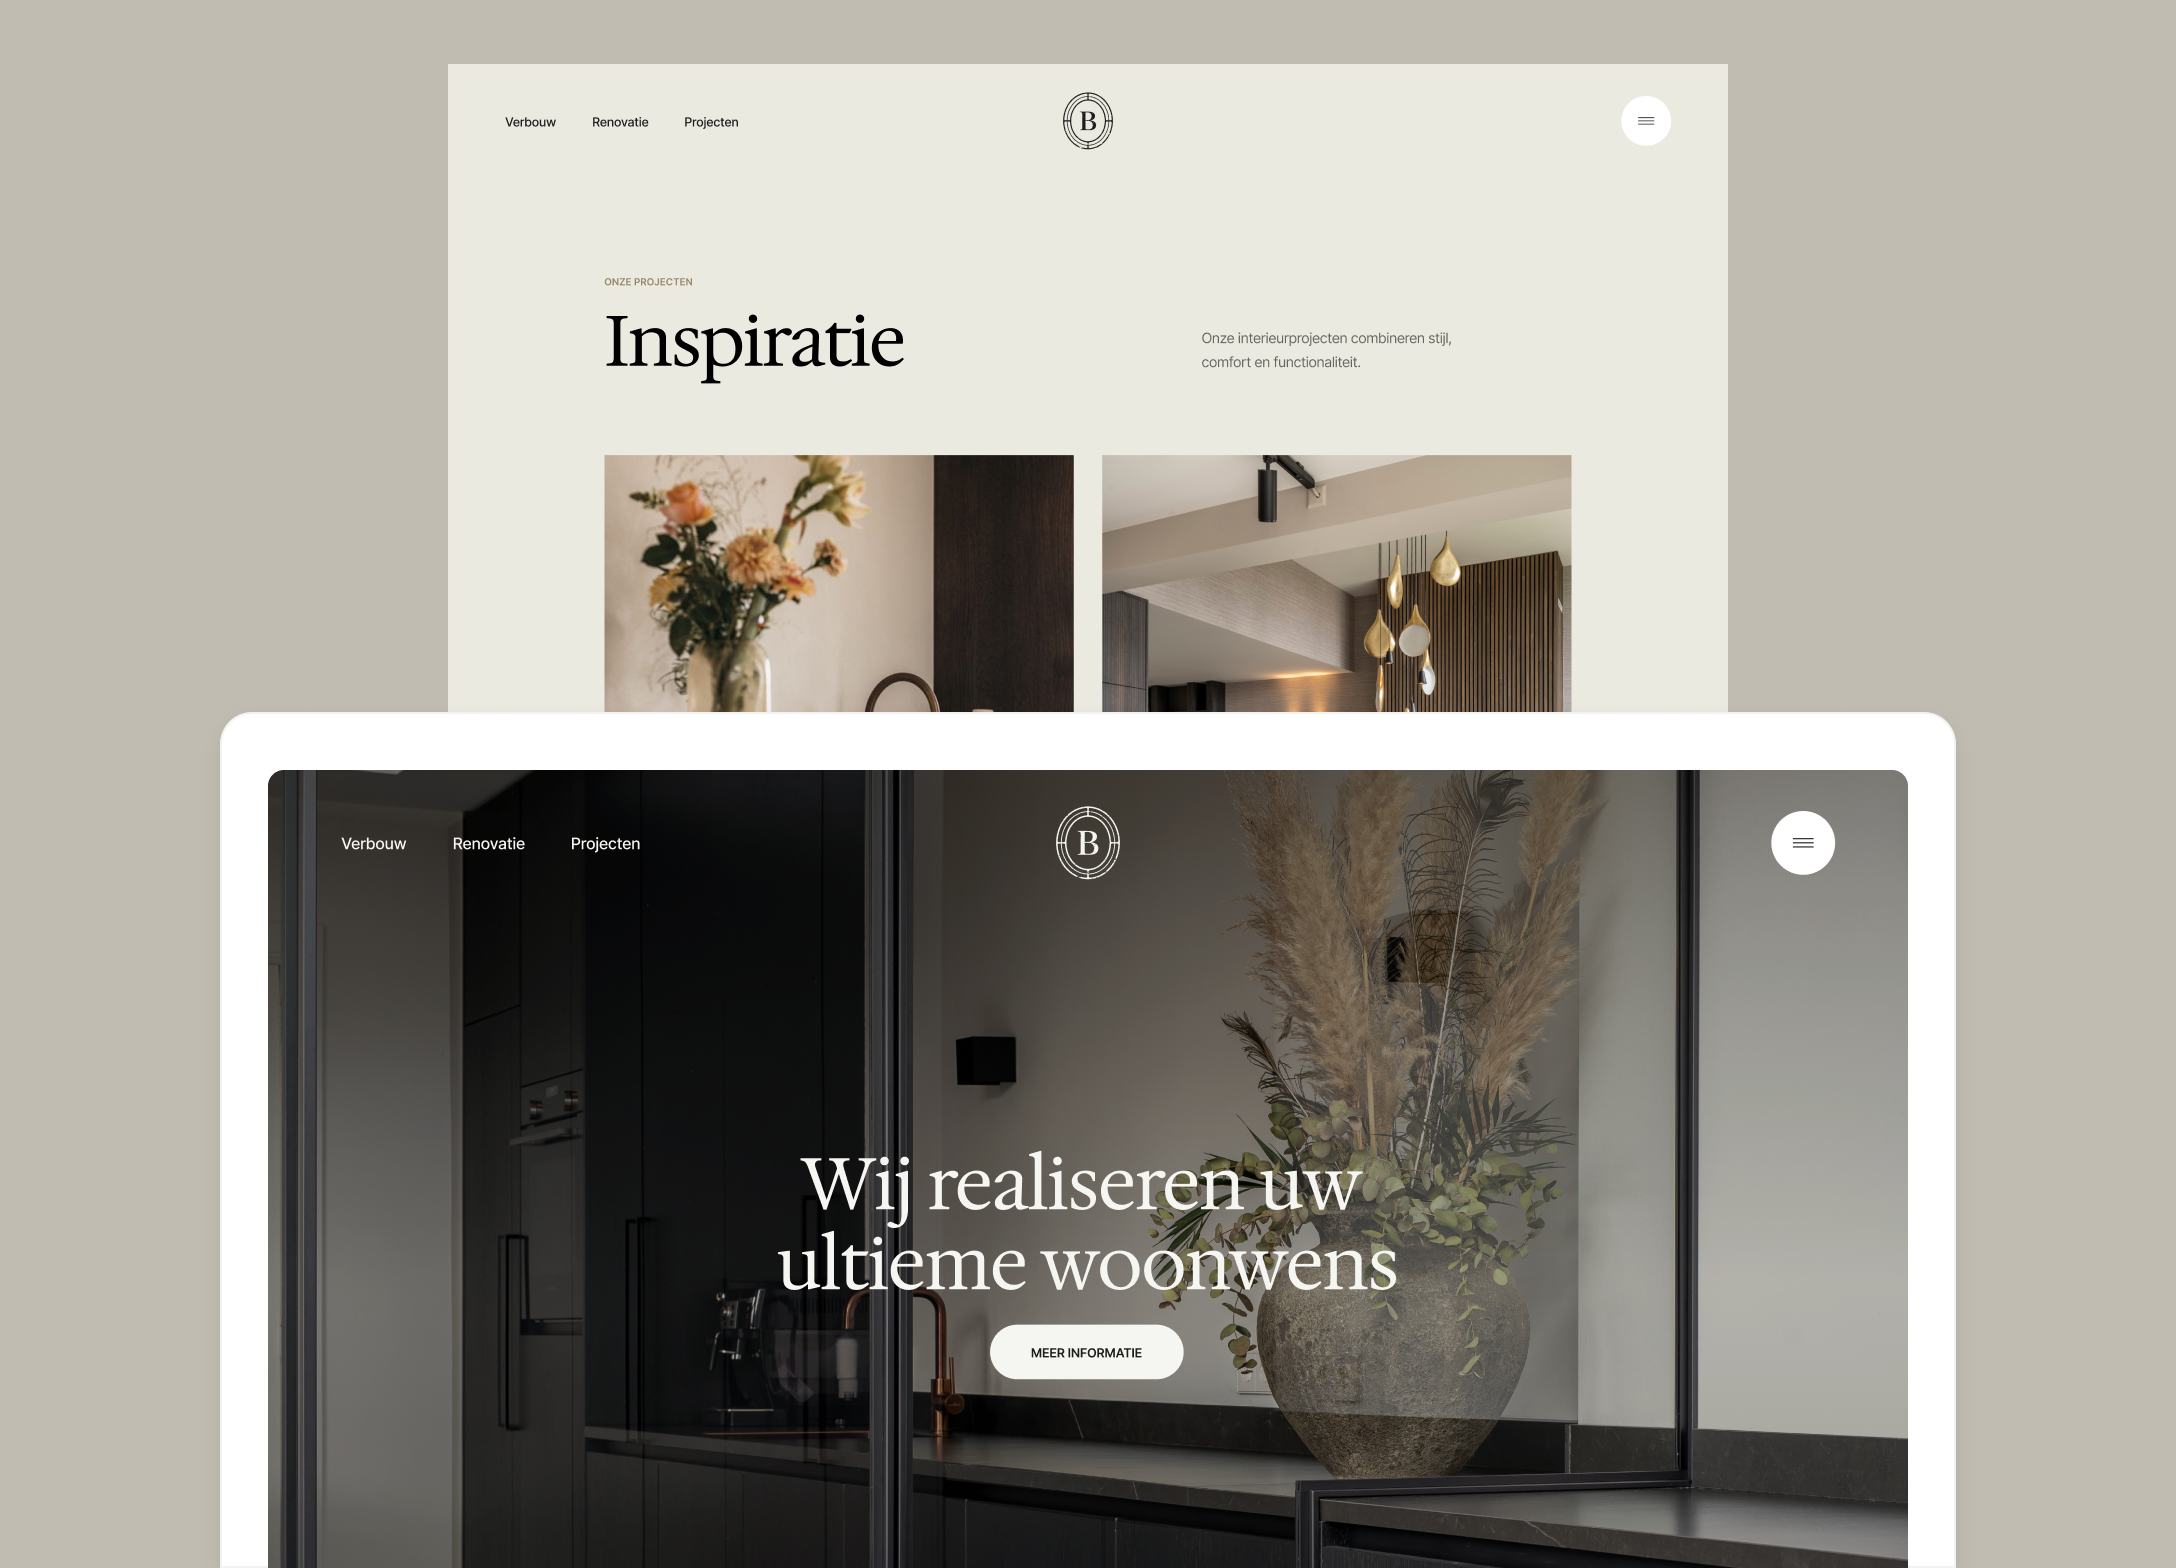 Verbouw Renovatie Projecten
B
ONZE PROJECTEN
Inspiratie
Onze interieurprojecten combineren stijl,
comfort en functionaliteit.
Verbouw Renovatie Projecten
B
Wij realiseren uw
ultieme woonwens
MEER INFORMATIE